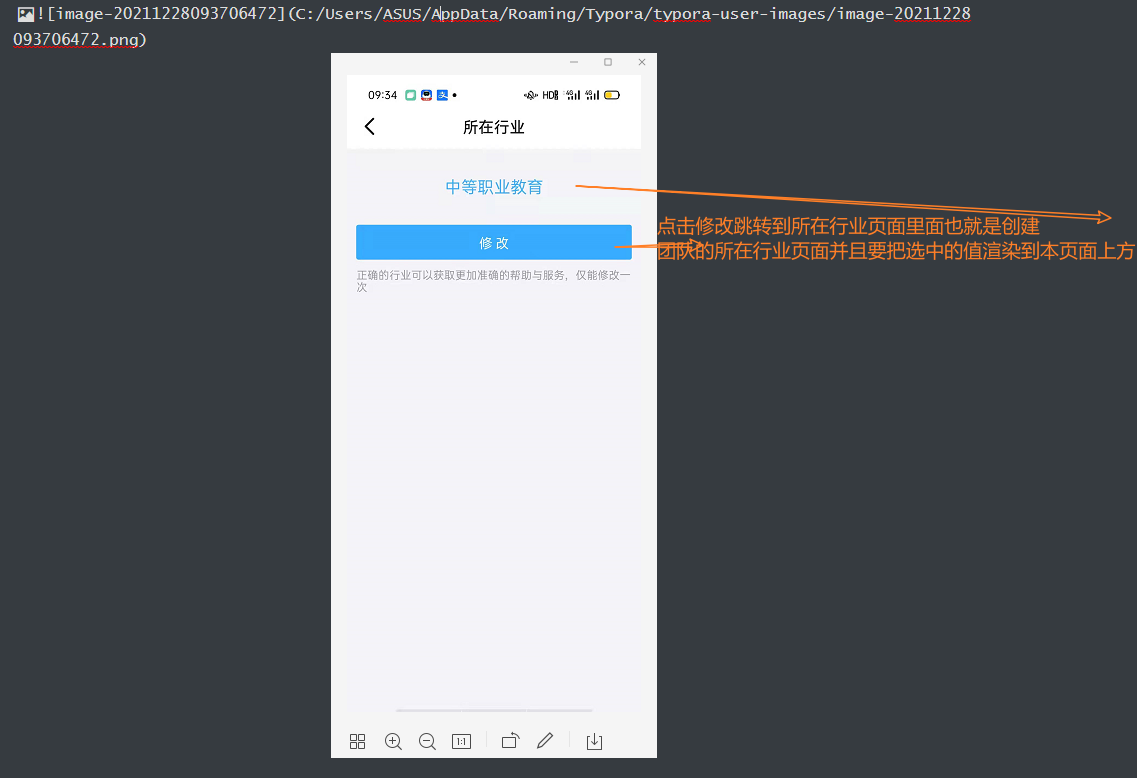 ![image-20211228093706472](C:/Users/ASUS/AppData/Roaming/Typora/typora-user-images/image-20211228
093706472.png)
09:34 HD 4G 4G
所在行业
中等职业教育
点击修改跳转到所在行业页面里面也就是创建
修 改
团队的所在行业页面并且要把选中的值渲染到本页面上方
正确的行业可以获取更加准确的帮助与服务，仅能修改一
次
1:1